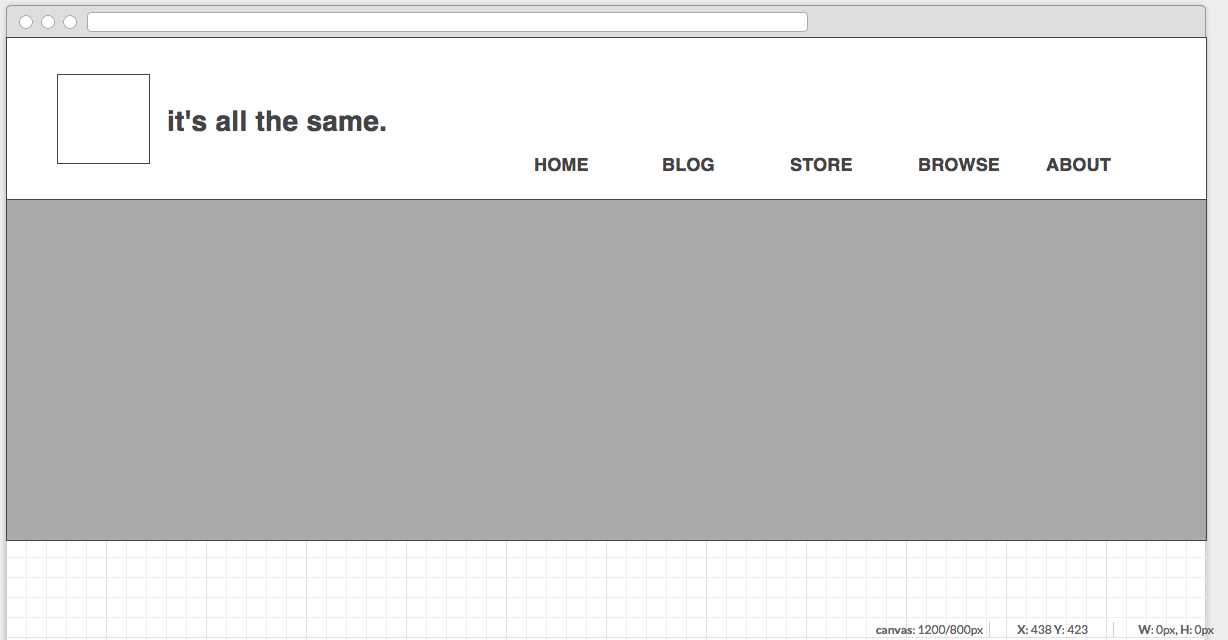 it's all the same.
HOME BLOG STORE BROWSE ABOUT
canvas: 1200/800px X: 438 Y: 423 W: 0px, H: 0px